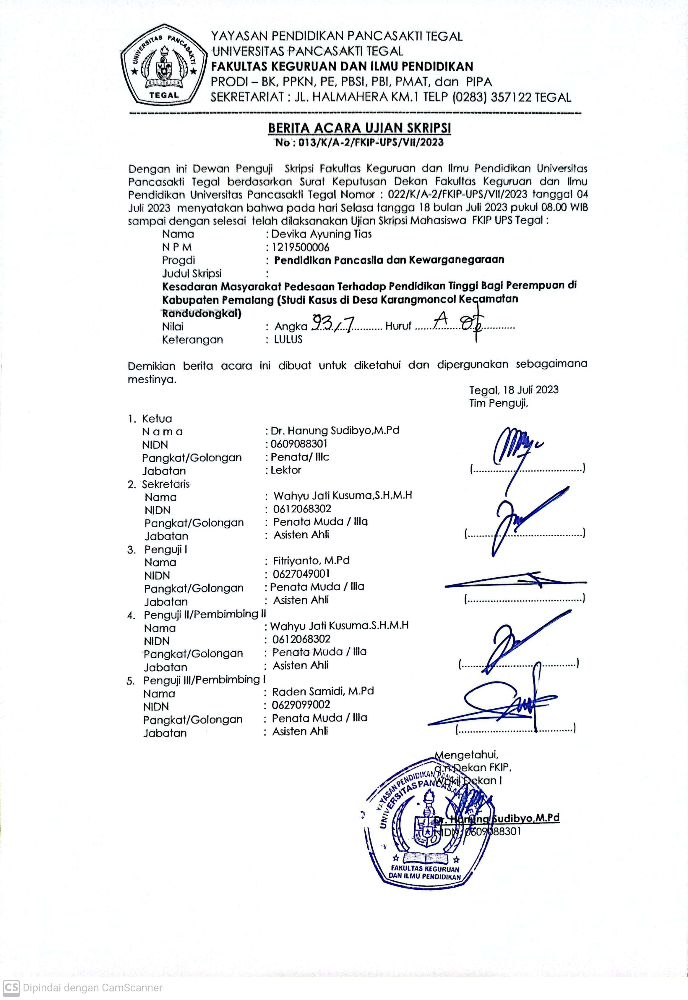 UNIVERSITAS PANCASAKTI
TEGAL
YAYASAN PENDIDIKAN PANCASAKTI TEGAL
UNIVERSITAS PANCASAKTI TEGAL
FAKULTAS KEGURUAN DAN ILMU PENDIDIKAN
PRODI – BK, PPKN, PE, PBSI, PBI, PMAT, dan PIPA
SEKRETARIAT : JL. HALMAHERA KM.1 TELP (0283) 357122 TEGAL
BERITA ACARA UJIAN SKRIPSI
No : 013/K/A-2/FKIP-UPS/VII/2023
Dengan ini Dewan Penguji Skripsi Fakultas Keguruan dan Ilmu Pendidikan Universitas
Pancasakti Tegal berdasarkan Surat Keputusan Dekan Fakultas Keguruan dan Ilmu
Pendidikan Universitas Pancasakti Tegal Nomor : 022/K/A-2/FKIP-UPS/VII/2023 tanggal 04
Juli 2023 menyatakan bahwa pada hari Selasa tangga 18 bulan Juli 2023 pukul 08.00 WIB
sampai dengan selesai telah dilaksanakan Ujian Skripsi Mahasiswa FKIP UPS Tegal :
Nama : Devika Ayuning Tias
N P M : 1219500006
Progdi : Pendidikan Pancasila dan Kewarganegaraan
Judul Skripsi :
Kesadaran Masyarakat Pedesaan Terhadap Pendidikan Tinggi Bagi Perempuan di
Kabupaten Pemalang (Studi Kasus di Desa Karangmoncol Kecamatan
Randudongkal)
Nilai : Angka 93,7 Huruf A
Keterangan : LULUS
Demikian berita acara ini dibuat untuk diketahui dan dipergunakan sebagaimana
mestinya.
Tegal, 18 Juli 2023
Tim Penguji,
1. Ketua
N a m a : Dr. Hanung Sudibyo,M.Pd
NIDN : 0609088301
Pangkat/Golongan : Penata/ IIIc
Jabatan : Lektor (.......................................)
2. Sekretaris
Nama : Wahyu Jati Kusuma,S.H,M.H
NIDN : 0612068302
Pangkat/Golongan : Penata Muda / IIIa
Jabatan : Asisten Ahli (.......................................)
3. Penguji I
Nama : Fitriyanto, M.Pd
NIDN : 0627049001
Pangkat/Golongan : Penata Muda / IIIa
Jabatan : Asisten Ahli (.......................................)
4. Penguji II/Pembimbing II
Nama : Wahyu Jati Kusuma.S.H.M.H
NIDN : 0612068302
Pangkat/Golongan : Penata Muda / IIIa
Jabatan : Asisten Ahli (.......................................)
5. Penguji III/Pembimbing I
Nama : Raden Samidi, M.Pd
NIDN : 0629099002
Pangkat/Golongan : Penata Muda / IIIa
Jabatan : Asisten Ahli (.......................................)
Mengetahui,
a.n Dekan FKIP,
Wakil Dekan I
Dr. Hanung Sudibyo,M.Pd
NIDN. 0609088301
YAYASAN PENDIDIKAN
UNIVERSITAS PANCASAKTI
FAKULTAS KEGURUAN
DAN ILMU PENDIDIKAN
CS Dipindai dengan CamScanner